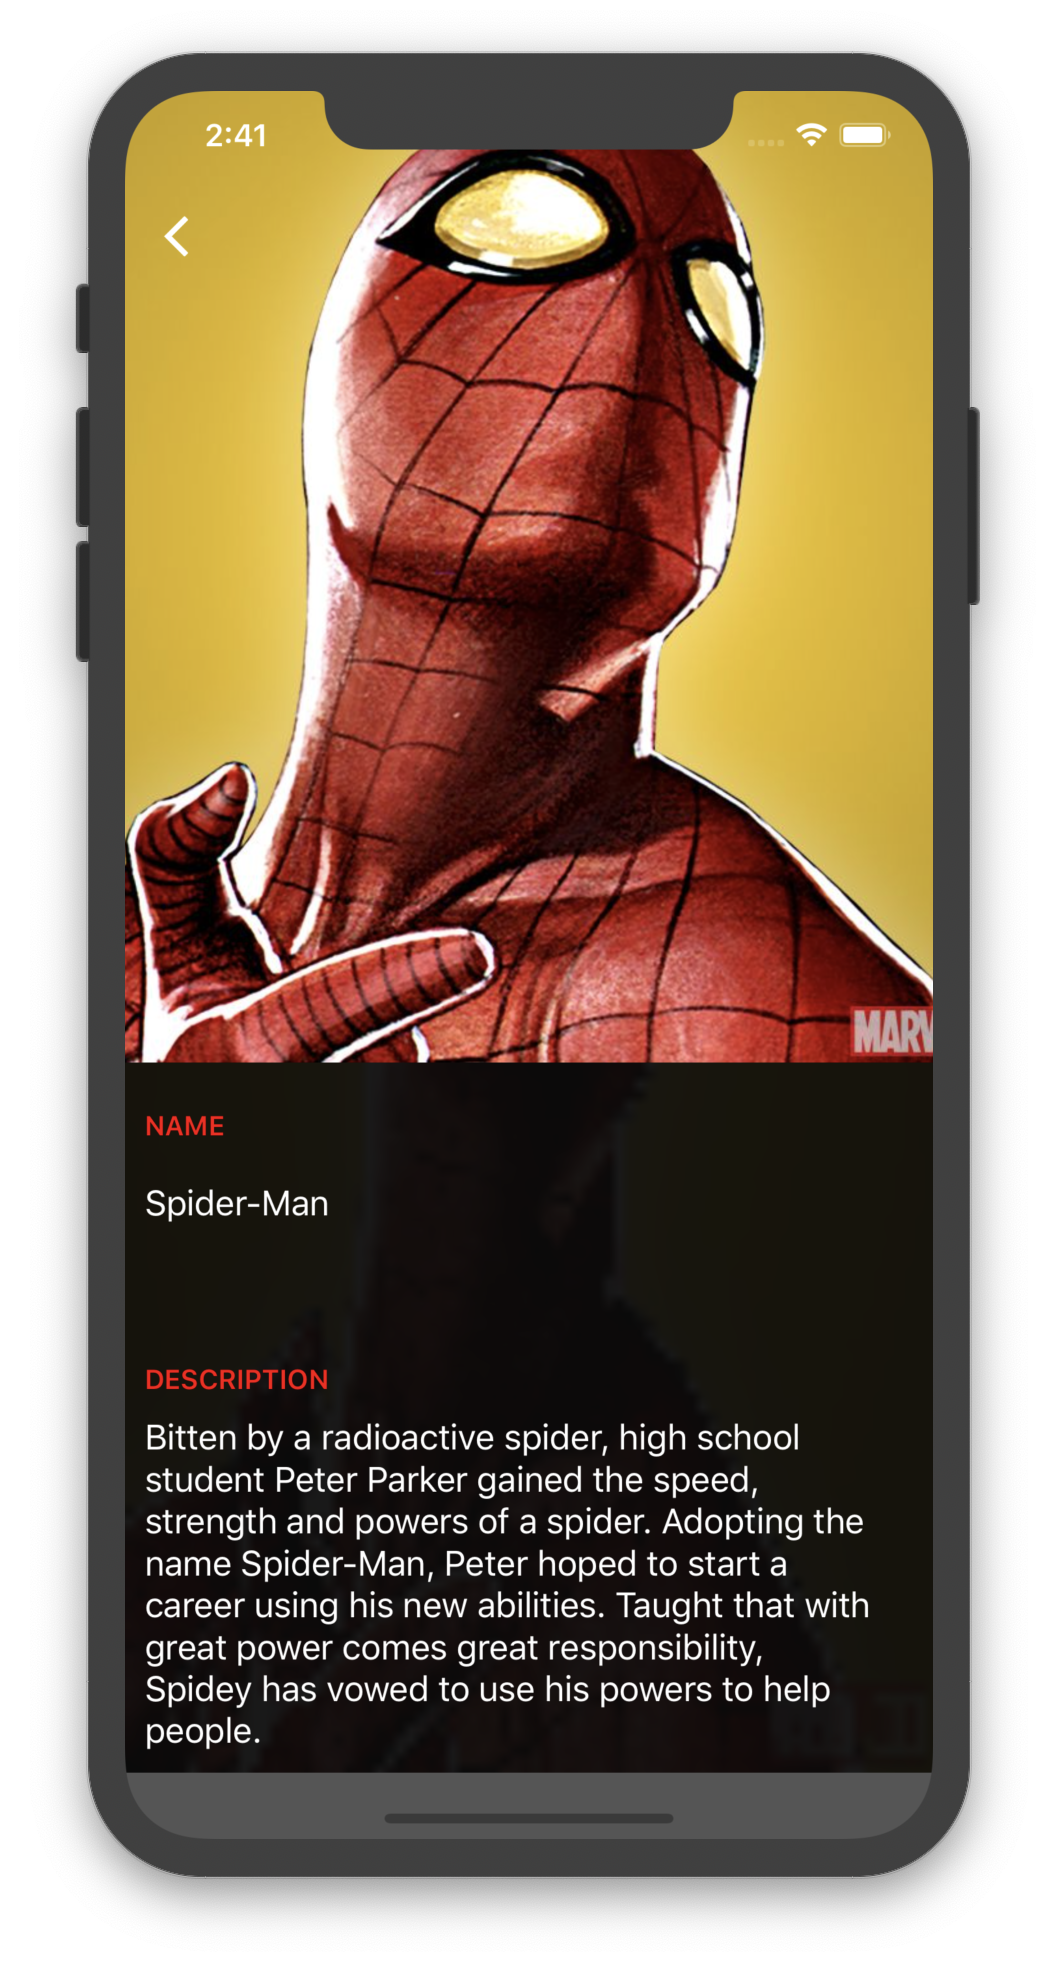 2:41
MARV
NAME
Spider-Man
DESCRIPTION
Bitten by a radioactive spider, high school
student Peter Parker gained the speed,
strength and powers of a spider. Adopting the
name Spider-Man, Peter hoped to start a
career using his new abilities. Taught that with
great power comes great responsibility,
Spidey has vowed to use his powers to help
people.